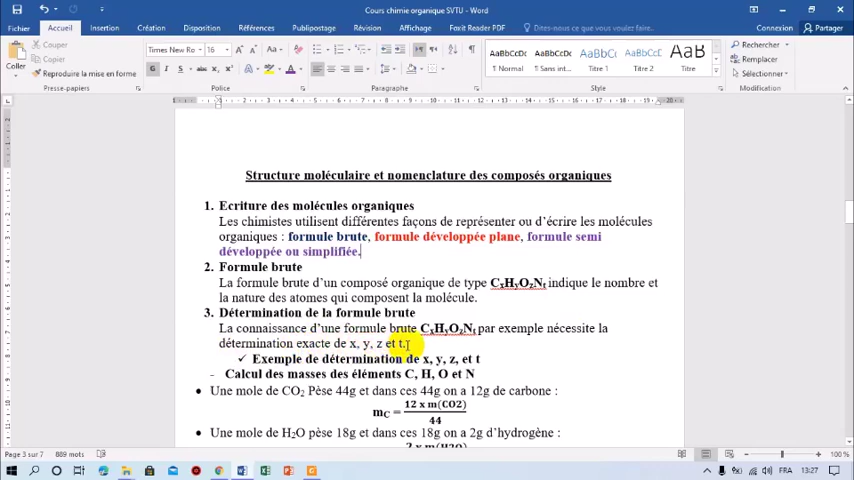 Cours chimie organique SVTU - Word
Fichier Accueil Insertion Création Disposition Références Publipostage Révision Affichage Foxit Reader PDF Dites-nous ce que vous voulez faire... Connexion Partager
Couper
Copier
Reproduire la mise en forme
Coller
Times New Ro 16
AaBbCcDc AaBbCcDc AaBbC AaBbCcC AaB
¶ Normal ¶ Sans int... Titre 1 Titre 2 Titre
Rechercher
Remplacer
Sélectionner
Presse-papiers Police Paragraphe Style Modification
Structure moléculaire et nomenclature des composés organiques
1. Ecriture des molécules organiques
Les chimistes utilisent différentes façons de représenter ou d’écrire les molécules
organiques : formule brute, formule développée plane, formule semi
développée ou simplifiée.
2. Formule brute
La formule brute d’un composé organique de type CxHyOzNt indique le nombre et
la nature des atomes qui composent la molécule.
3. Détermination de la formule brute
La connaissance d’une formule brute CxHyOzNt par exemple nécessite la
détermination exacte de x, y, z et t.
✓ Exemple de détermination de x, y, z, et t
- Calcul des masses des éléments C, H, O et N
• Une mole de CO2 Pèse 44g et dans ces 44g on a 12g de carbone :
mC = 12 x m(CO2)
44
• Une mole de H2O pèse 18g et dans ces 18g on a 2g d’hydrogène :
Page 3 sur 7 889 mots 100 %
FRA 13:27